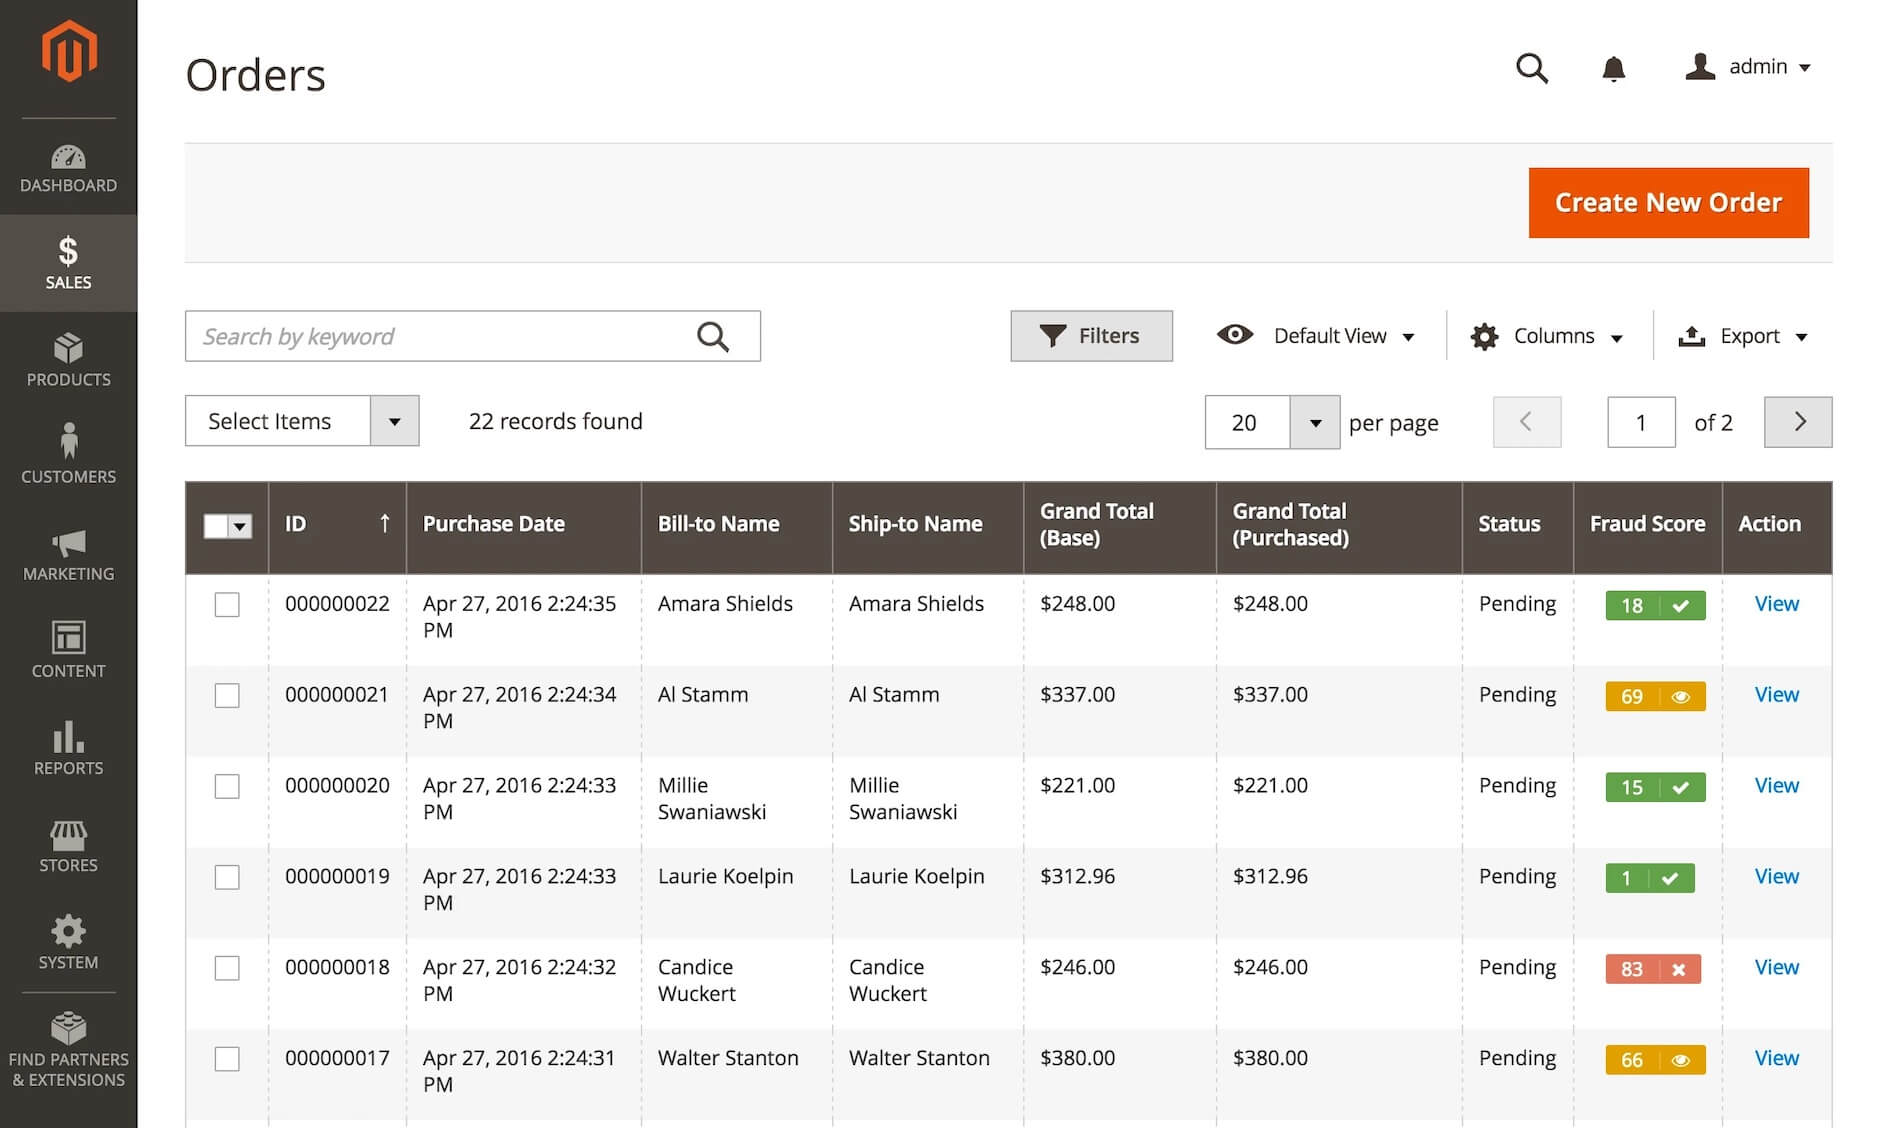 Orders
admin
DASHBOARD
SALES
PRODUCTS
CUSTOMERS
MARKETING
CONTENT
REPORTS
STORES
SYSTEM
FIND PARTNERS
& EXTENSIONS
Create New Order
Search by keyword
Filters
Default View
Columns
Export
Select Items
22 records found
20
per page
1
of 2
ID ↑ Purchase Date Bill-to Name Ship-to Name Grand Total (Base) Grand Total (Purchased) Status Fraud Score Action
000000022 Apr 27, 2016 2:24:35 PM Amara Shields Amara Shields $248.00 $248.00 Pending 18 View
000000021 Apr 27, 2016 2:24:34 PM Al Stamm Al Stamm $337.00 $337.00 Pending 69 View
000000020 Apr 27, 2016 2:24:33 PM Millie Swaniawski Millie Swaniawski $221.00 $221.00 Pending 15 View
000000019 Apr 27, 2016 2:24:33 PM Laurie Koelpin Laurie Koelpin $312.96 $312.96 Pending 1 View
000000018 Apr 27, 2016 2:24:32 PM Candice Wuckert Candice Wuckert $246.00 $246.00 Pending 83 View
000000017 Apr 27, 2016 2:24:31 PM Walter Stanton Walter Stanton $380.00 $380.00 Pending 66 View